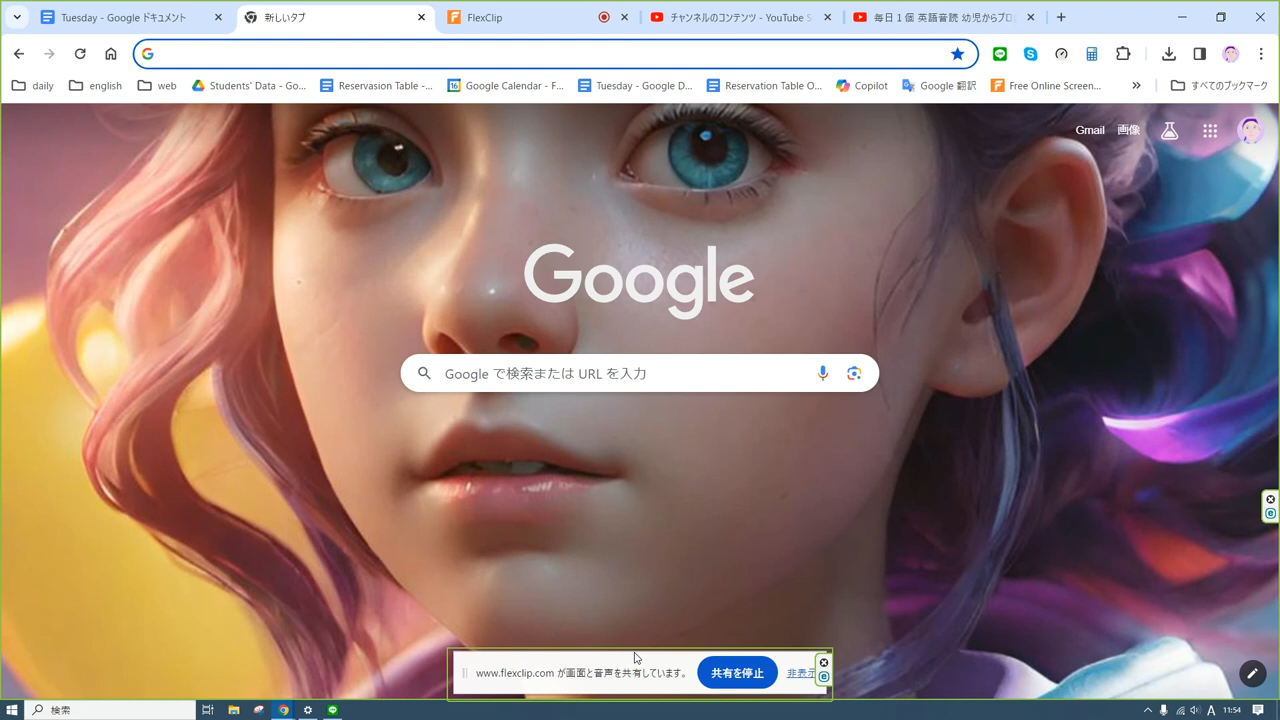 Tuesday - Google ドキュメント
新しいタブ
FlexClip
チャンネルのコンテンツ - YouTube S
毎日 1 個 英語音読 幼児からプロ
daily
english
web
Students' Data - Go...
Reservasion Table -...
Google Calendar - F...
Tuesday - Google D...
Reservation Table O...
Copilot
Google 翻訳
Free Online Screen...
すべてのブックマーク
Gmail
画像
Google
Google で検索または URL を入力
www.flexclip.com が画面と音声を共有しています。
共有を停止
非表示
検索
A
11:54